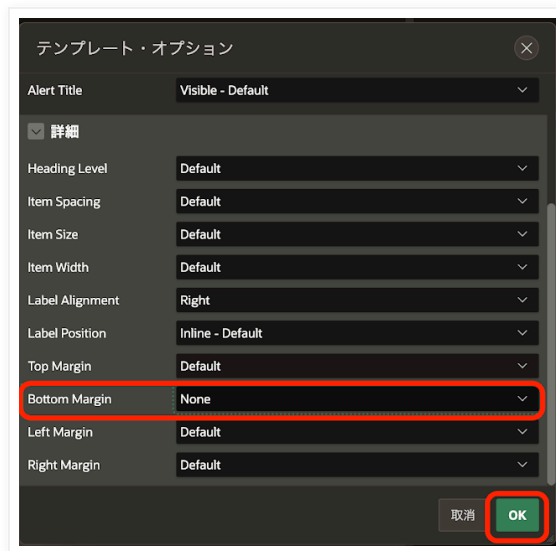 テンプレート・オプション
Alert Title Visible - Default
詳細
Heading Level Default
Item Spacing Default
Item Size Default
Item Width Default
Label Alignment Right
Label Position Inline - Default
Top Margin Default
Bottom Margin None
Left Margin Default
Right Margin Default
取消 OK